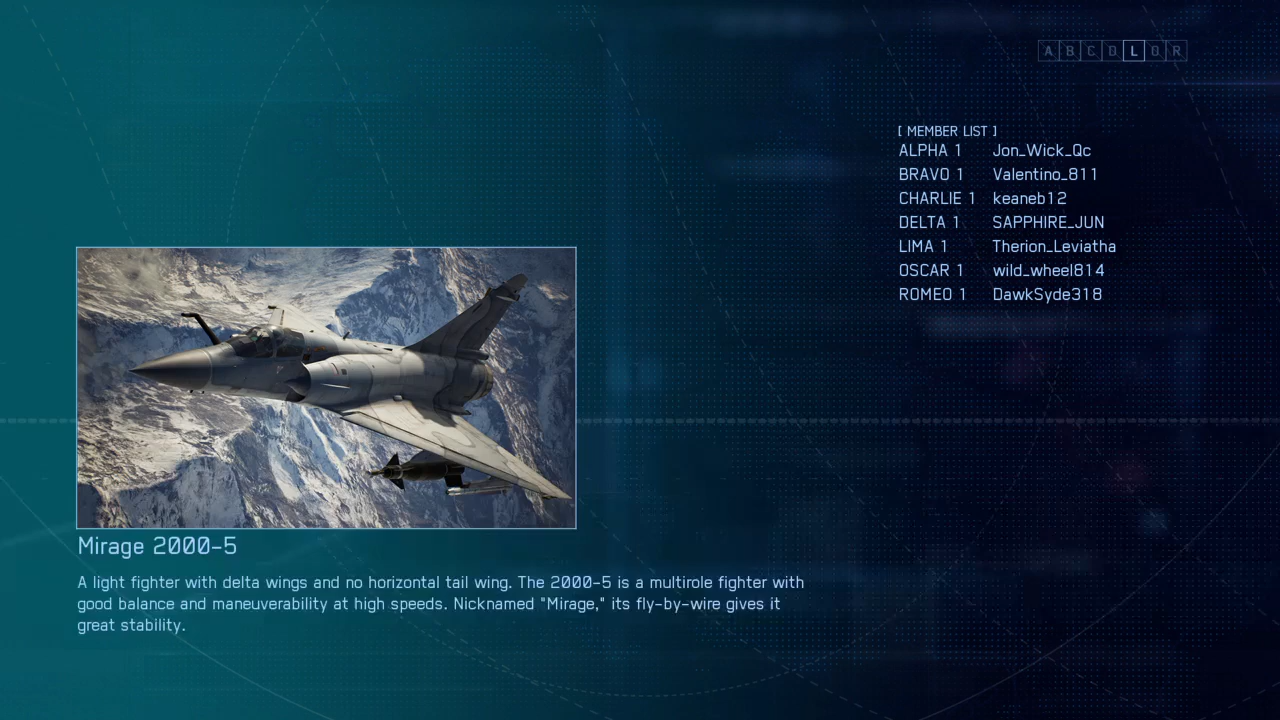 A B C D L O R
[ MEMBER LIST ]
ALPHA 1 Jon_Wick_Qc
BRAVO 1 Valentino_811
CHARLIE 1 keaneb12
DELTA 1 SAPPHIRE_JUN
LIMA 1 Therion_Leviatha
OSCAR 1 wild_wheel814
ROMEO 1 DawkSyde318
Mirage 2000-5
A light fighter with delta wings and no horizontal tail wing. The 2000-5 is a multirole fighter with
good balance and maneuverability at high speeds. Nicknamed "Mirage," its fly-by-wire gives it
great stability.